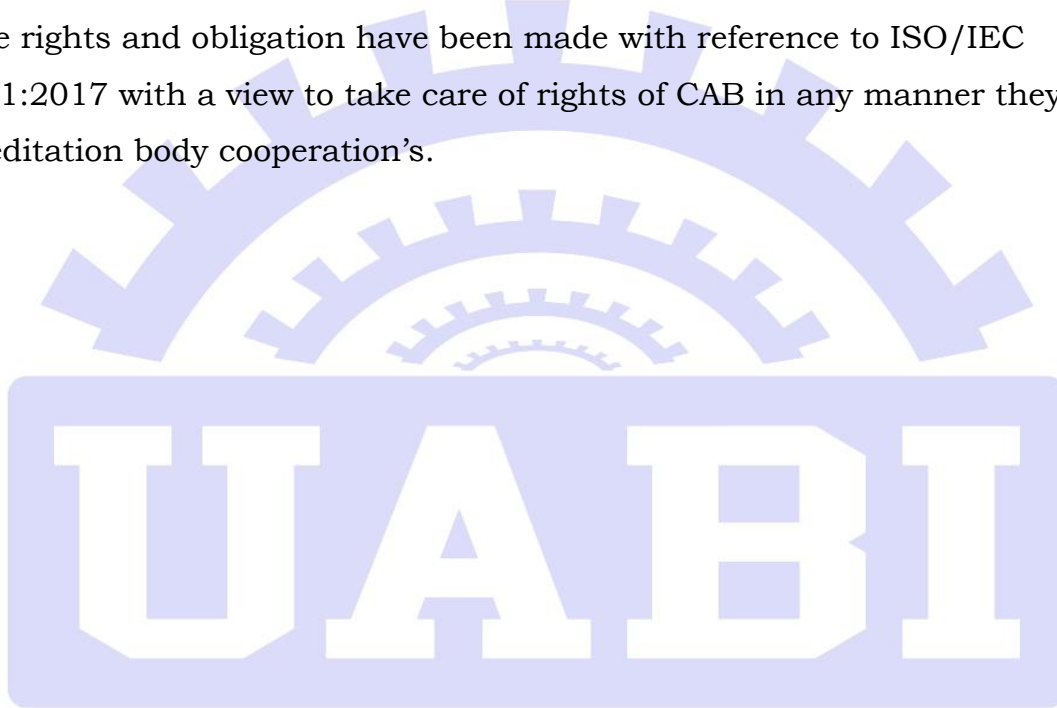 e rights and obligation have been made with reference to ISO/IEC
1:2017 with a view to take care of rights of CAB in any manner they
editation body cooperation's.
UABI